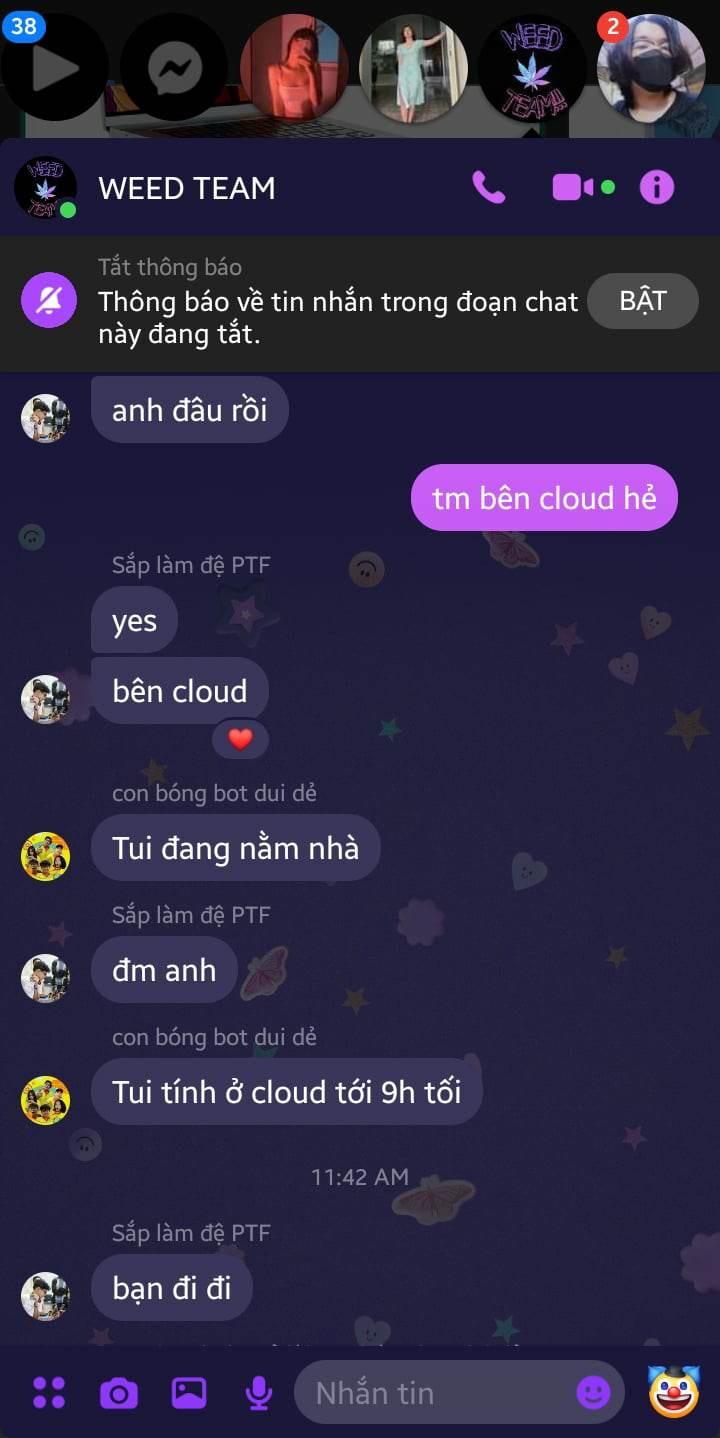 38
2
WEED
TEAM!!
WEED TEAM
Tắt thông báo
Thông báo về tin nhắn trong đoạn chat
này đang tắt.
BẬT
anh đâu rồi
tm bên cloud hẻ
Sắp làm đệ PTF
yes
bên cloud
con bóng bot dui dẻ
Tui đang nằm nhà
Sắp làm đệ PTF
đm anh
con bóng bot dui dẻ
Tui tính ở cloud tới 9h tối
11:42 AM
Sắp làm đệ PTF
bạn đi đi
Nhắn tin